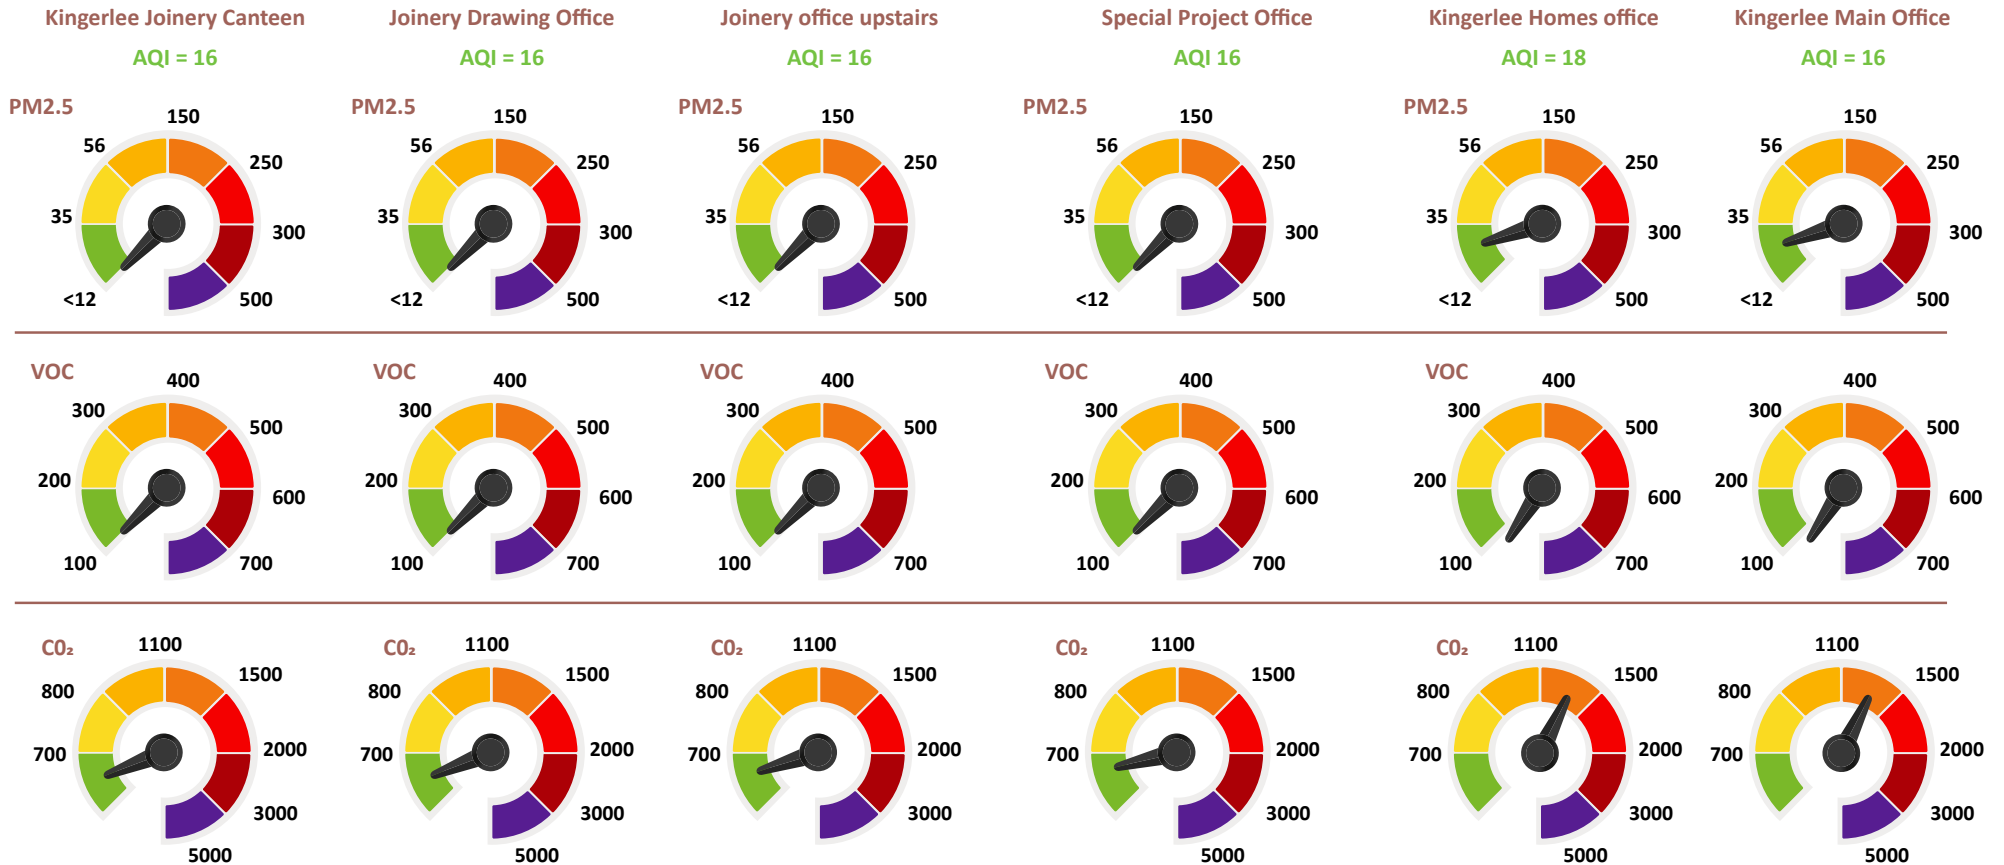 Kingerlee Joinery Canteen Joinery Drawing Office Joinery office upstairs Special Project Office Kingerlee Homes office Kingerlee Main Office
AQI = 16 AQI = 16 AQI = 16 AQI 16 AQI = 18 AQI = 16
PM2.5 150 PM2.5 150 PM2.5 150 PM2.5 150 PM2.5 150 150
56 250 56 250 56 250 56 250 56 250 56 250
35 300 35 300 35 300 35 300 35 300 35 300
<12 500 <12 500 <12 500 <12 500 <12 500 <12 500
VOC 400 VOC 400 VOC 400 VOC 400 VOC 400 400
300 500 300 500 300 500 300 500 300 500 300 500
200 600 200 600 200 600 200 600 200 600 200 600
100 700 100 700 100 700 100 700 100 700 100 700
C0₂ 1100 C0₂ 1100 C0₂ 1100 C0₂ 1100 C0₂ 1100 1100
800 1500 800 1500 800 1500 800 1500 800 1500 800 1500
700 2000 700 2000 700 2000 700 2000 700 2000 700 2000
3000 3000 3000 3000 3000 3000
5000 5000 5000 5000